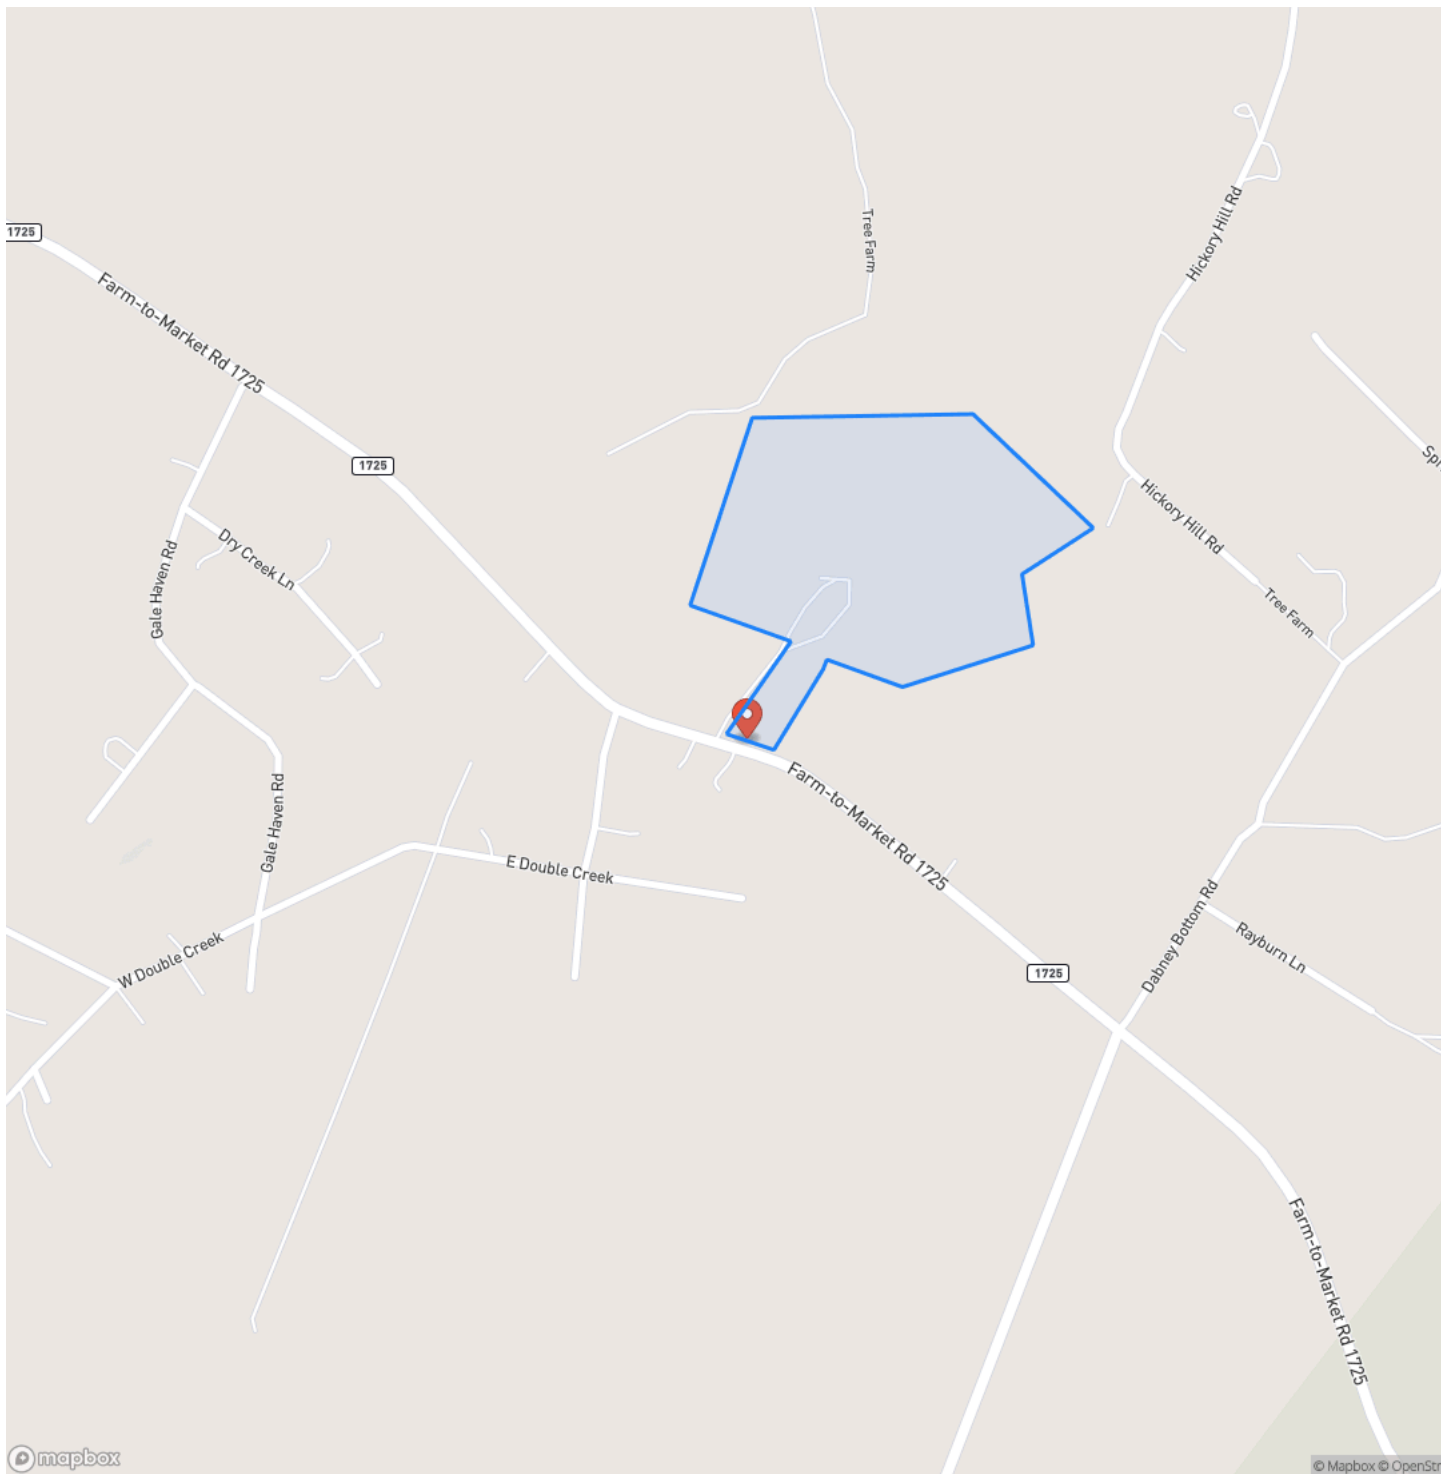 Tree Farm
Hickory Hill Rd
1725
Farm-to-Market Rd 1725
1725
Spr
Hickory Hill Rd
Dry Creek Ln
Gale Haven Rd
Tree Farm
Farm-to-Market Rd 1725
Gale Haven Rd
E Double Creek
W Double Creek
Dabney Bottom Rd
Rayburn Ln
1725
Farm-to-Market Rd 1725
mapbox
© Mapbox © OpenStr